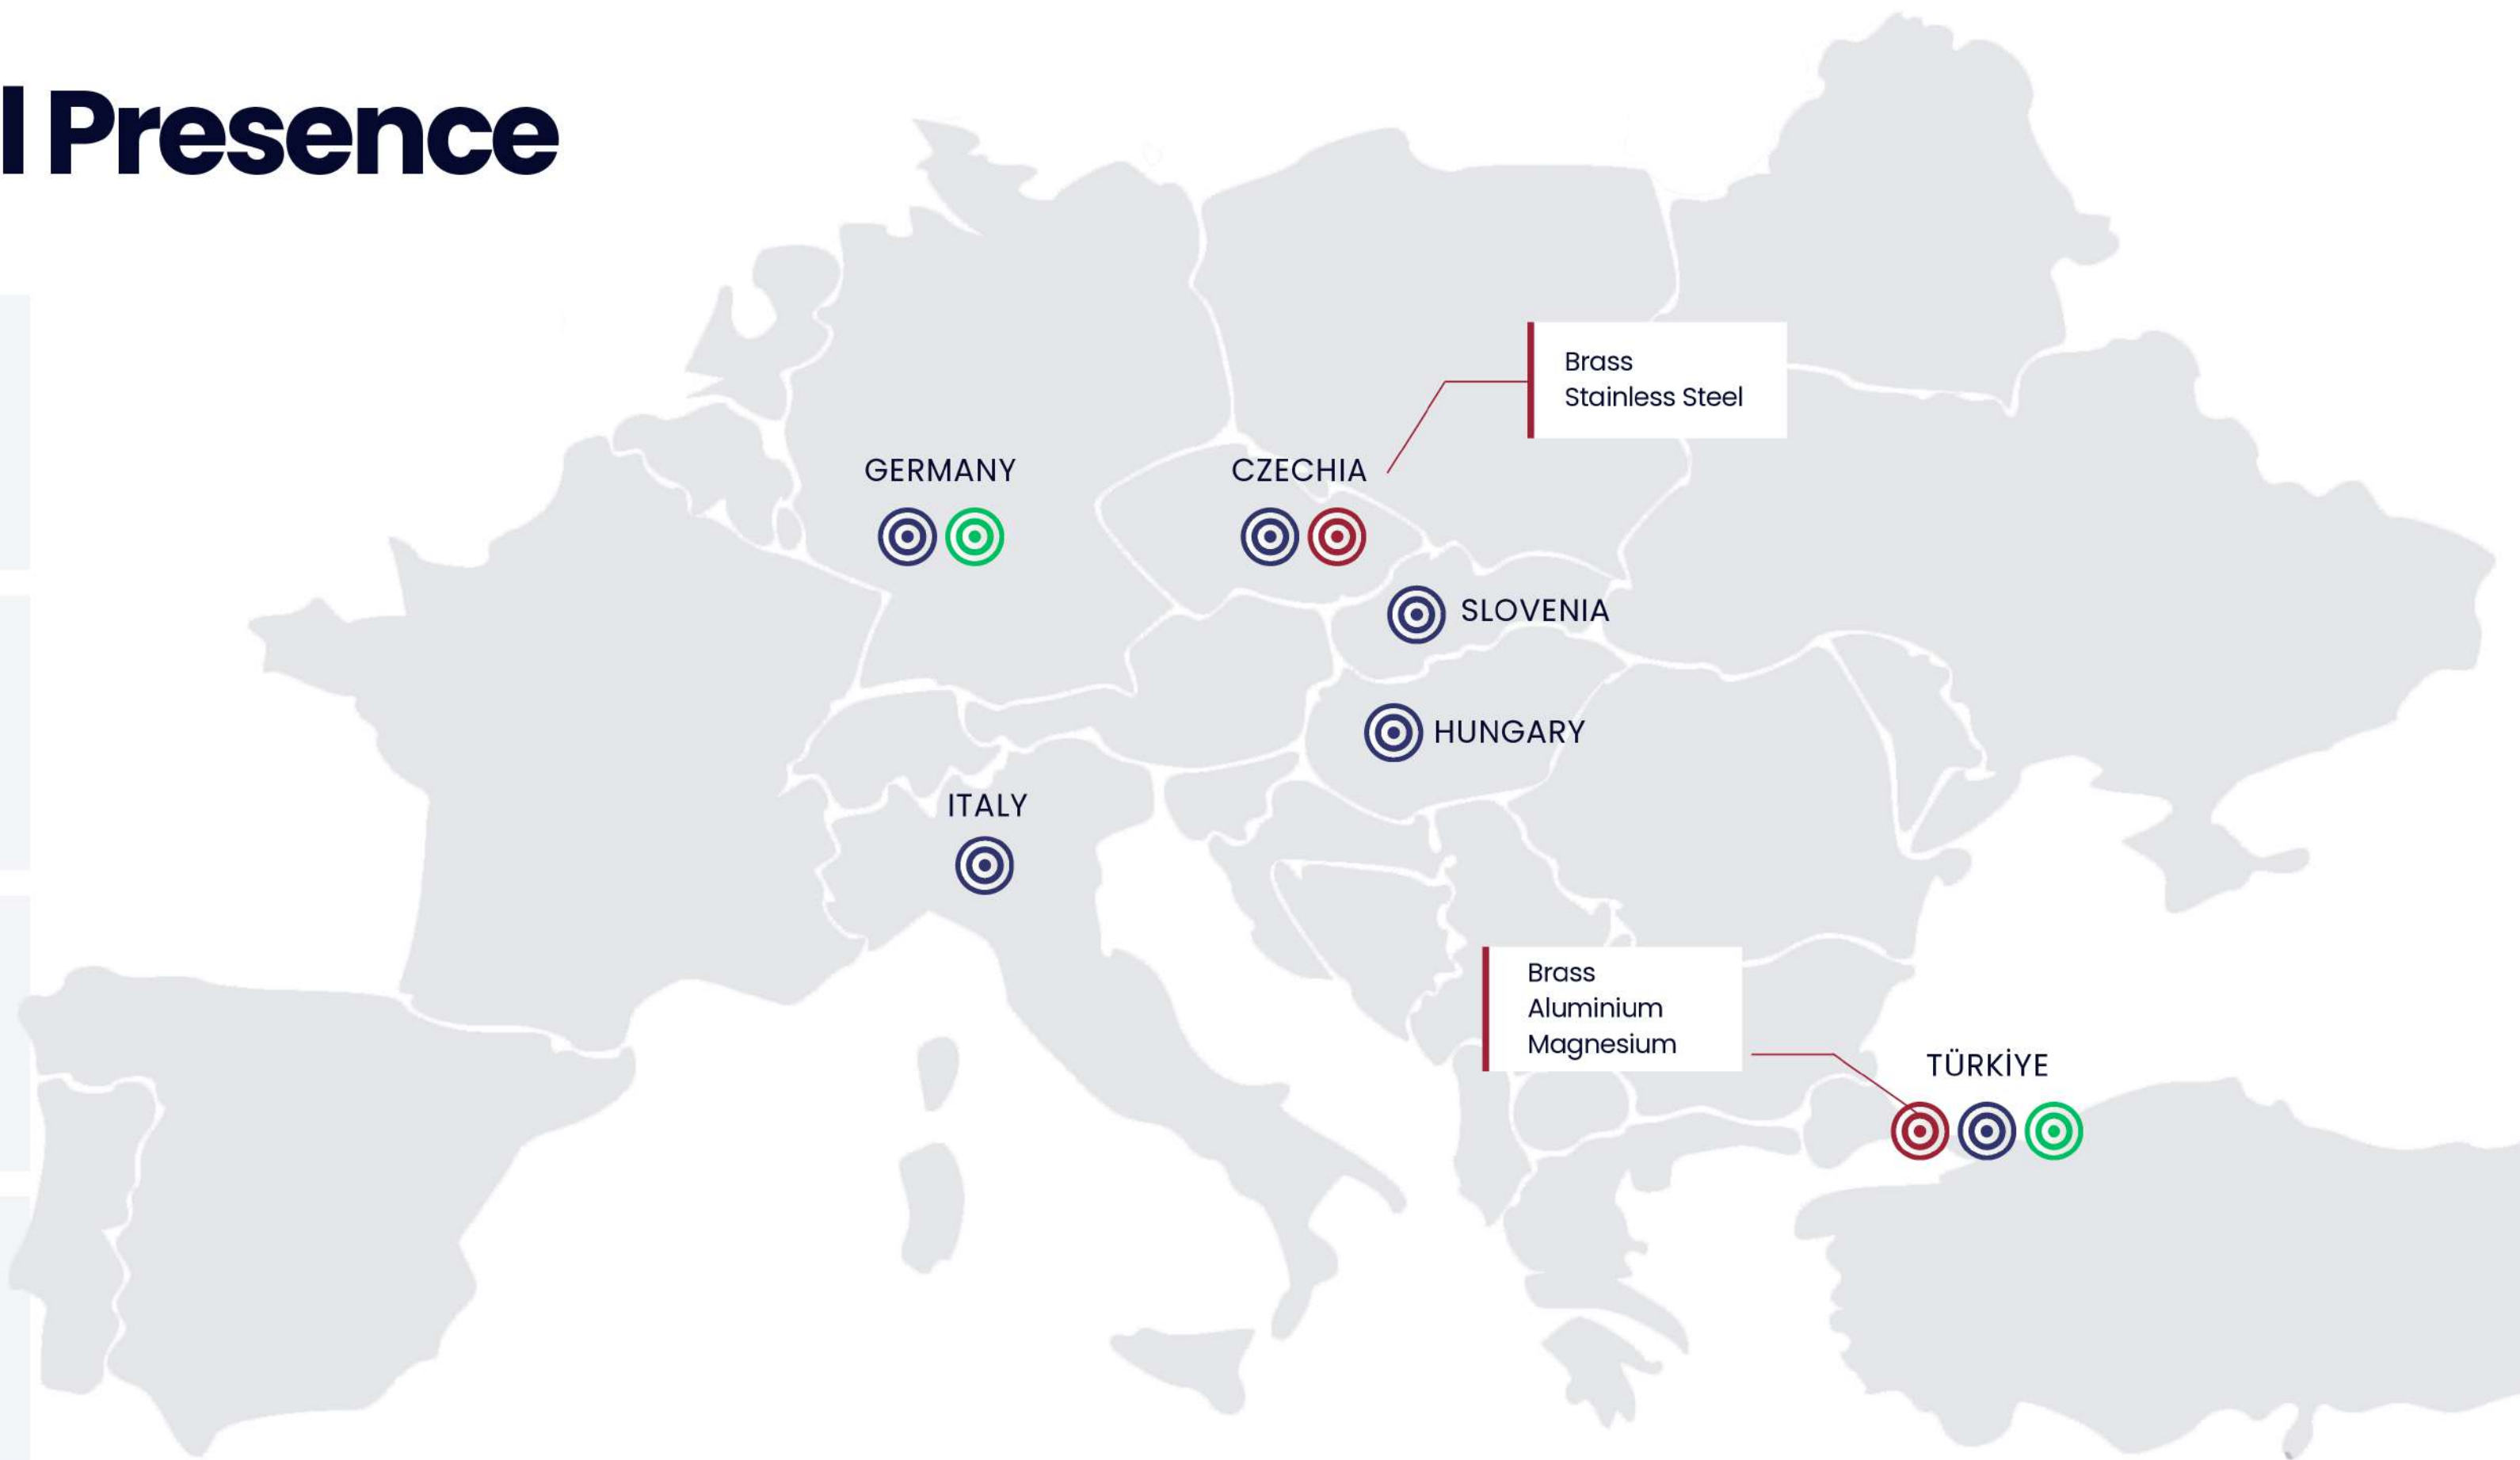 l Presence
Brass
Stainless Steel
GERMANY
CZECHIA
SLOVENIA
HUNGARY
ITALY
Brass
Aluminium
Magnesium
TÜRKİYE